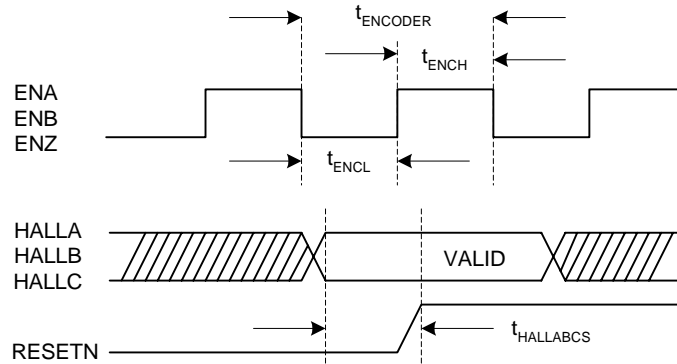 tENCODER
tENCH
ENA
ENB
ENZ
tENCL
HALLA
HALLB
HALLC
VALID
tHALLABCS
RESETN